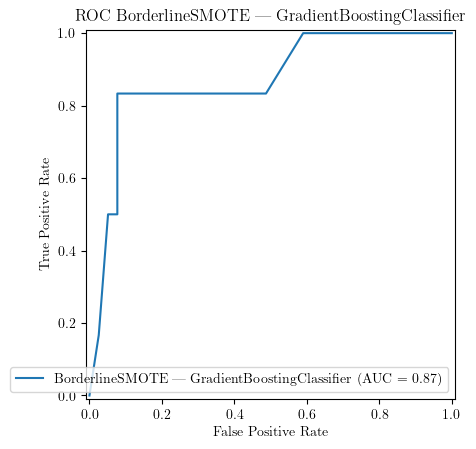 ROC BorderlineSMOTE — GradientBoostingClassifier
1.0
0.8
0.6
0.4
0.2
0.0
True Positive Rate
BorderlineSMOTE — GradientBoostingClassifier (AUC = 0.87)
0.0 0.2 0.4 0.6 0.8 1.0
False Positive Rate